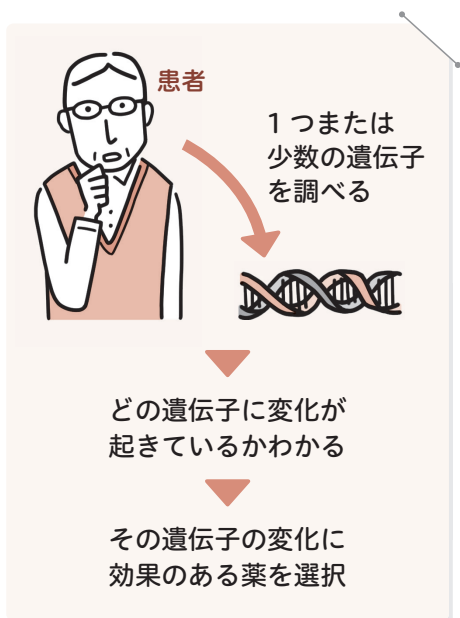 患者
1 つまたは
少数の遺伝子
を調べる
どの遺伝子に変化が
起きているかわかる
その遺伝子の変化に
効果のある薬を選択